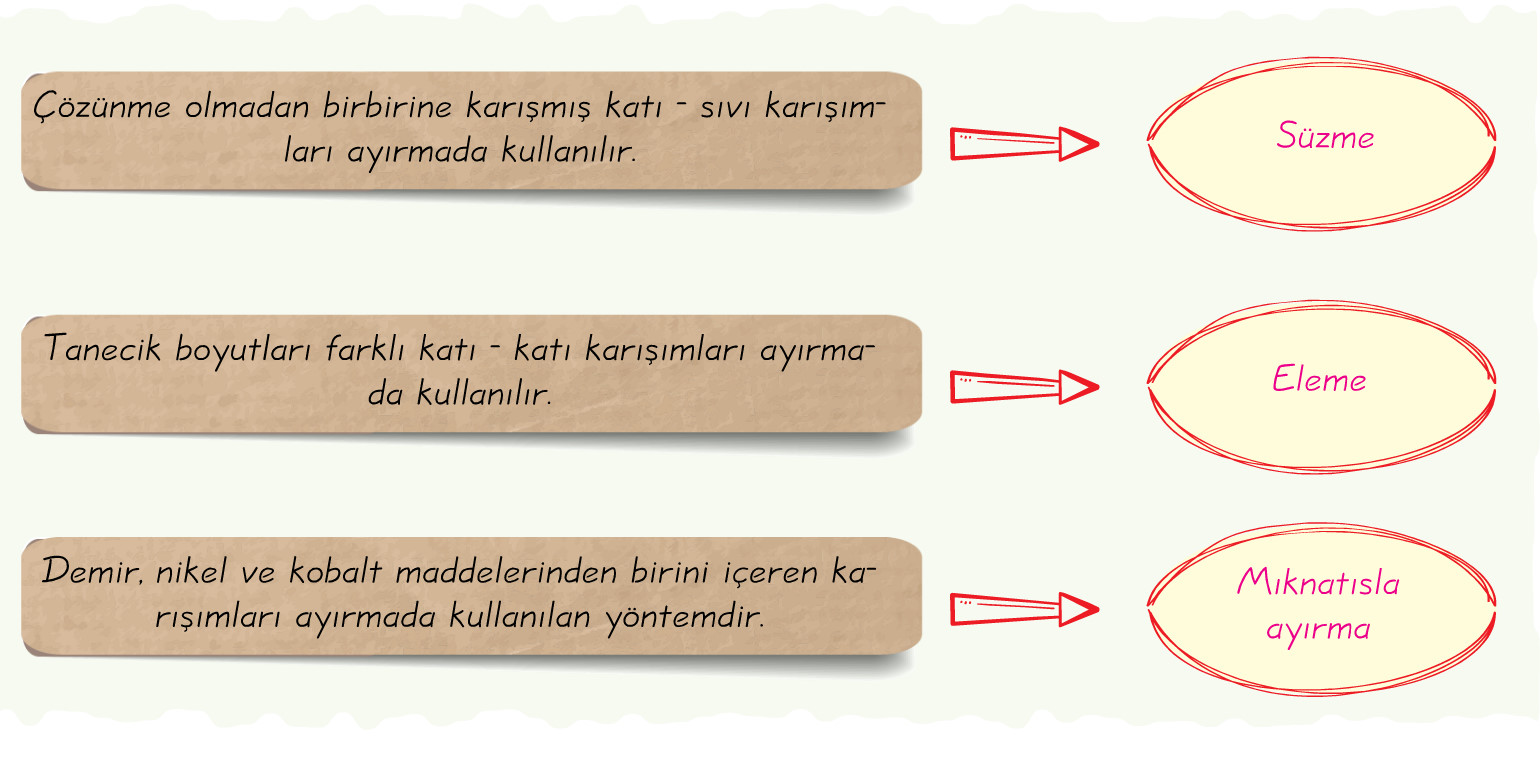 Çözünme olmadan birbirine karışmış katı - sıvı karışım-
ları ayırmada kullanılır.
Süzme
Tanecik boyutları farklı katı - katı karışımları ayırma-
da kullanılır.
Eleme
Demir, nikel ve kobalt maddelerinden birini içeren ka-
rışımları ayırmada kullanılan yöntemdir.
Mıknatısla
ayırma